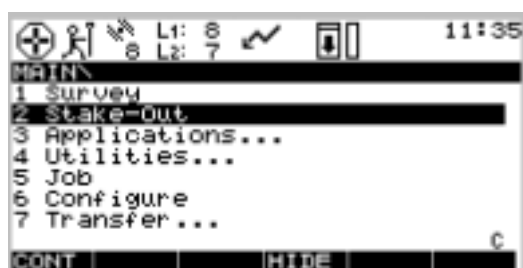 L1: 8 11:35
8 L2: 7
MAIN\
1 Survey
2 Stake-Out
3 Applications...
4 Utilities...
5 Job
6 Configure
7 Transfer...
C
CONT HIDE